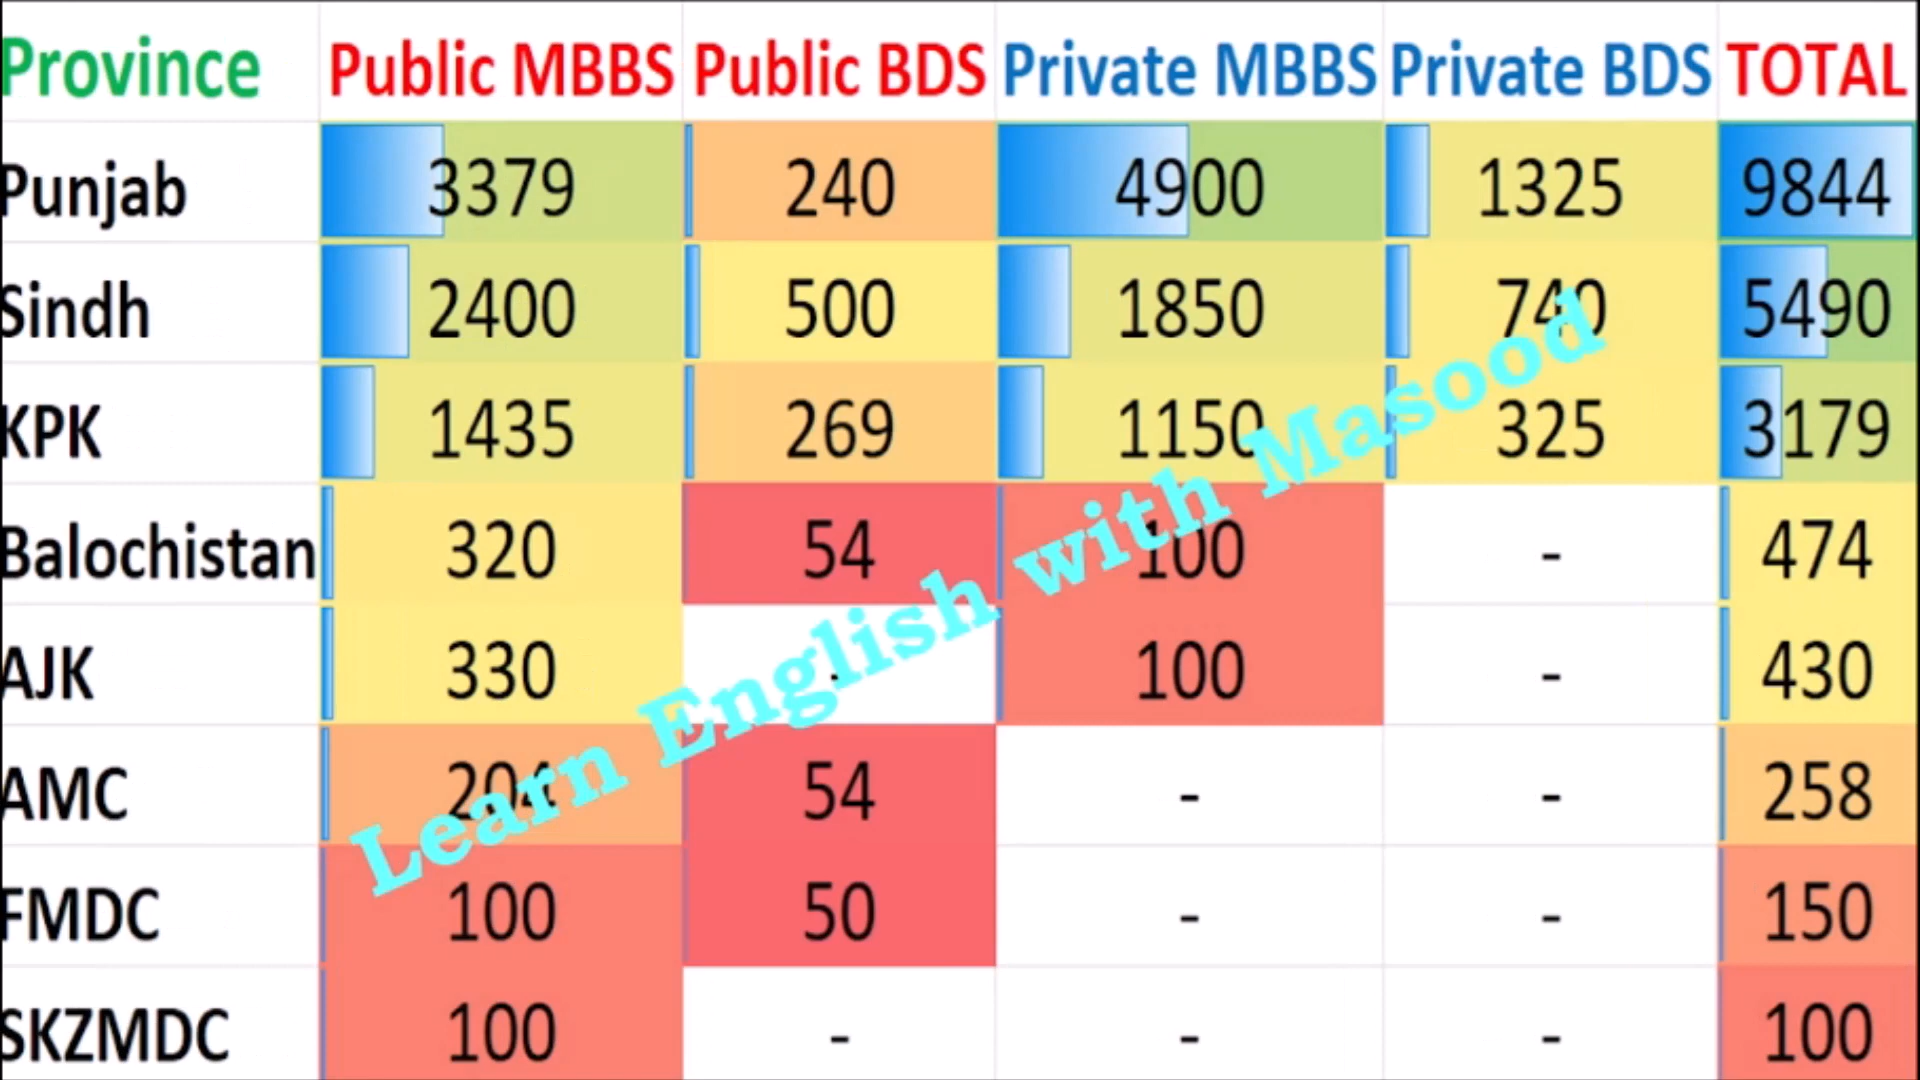 Province Public MBBS Public BDS Private MBBS Private BDS TOTAL
Punjab 3379 240 4900 1325 9844
Sindh 2400 500 1850 740 5490
KPK 1435 269 1150 325 3179
Balochistan 320 54 100 - 474
AJK 330 - 100 - 430
AMC 204 54 - - 258
FMDC 100 50 - - 150
SKZMDC 100 - - - 100
Learn English with Masood